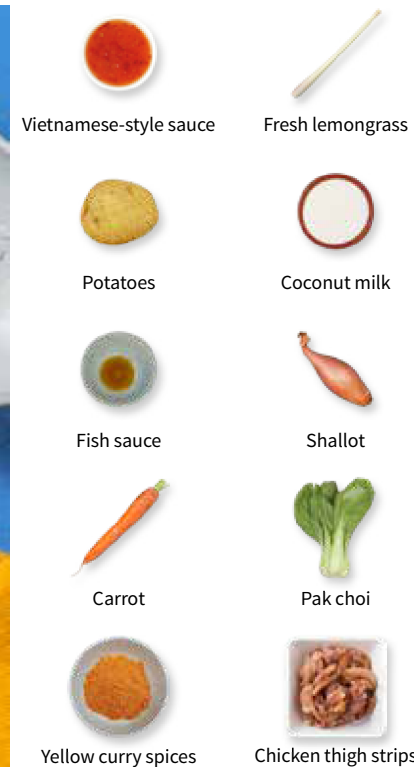 Vietnamese-style sauce
Fresh lemongrass
Potatoes
Coconut milk
Fish sauce
Shallot
Carrot
Pak choi
Yellow curry spices
Chicken thigh strips